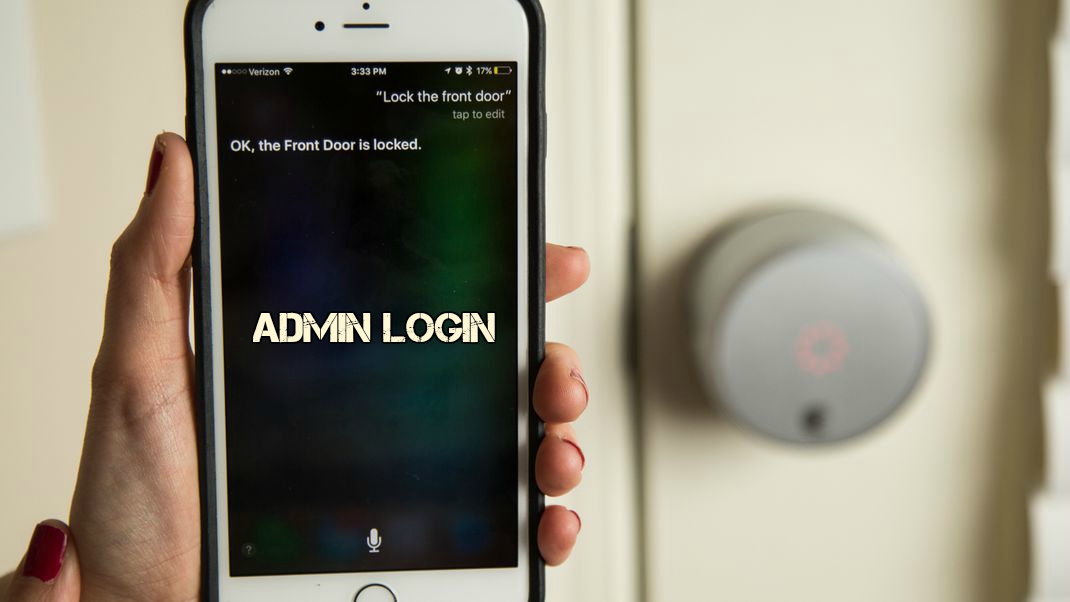 Verizon 3:33 PM 17%
“Lock the front door”
tap to edit
OK, the Front Door is locked.
ADMIN LOGIN
?